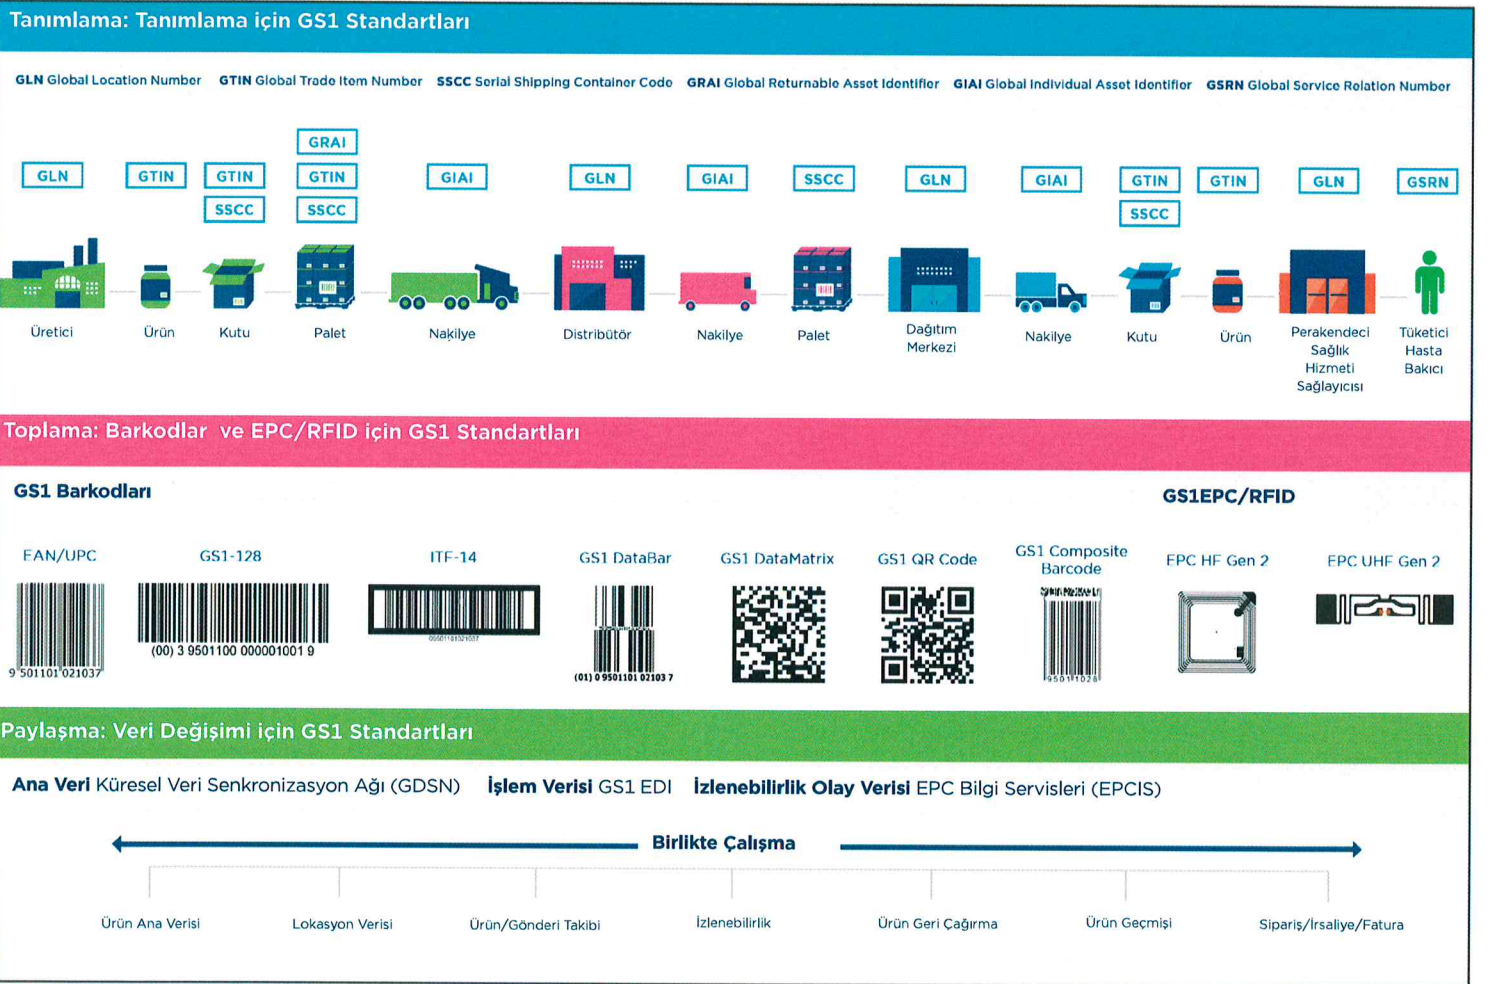 Tanımlama: Tanımlama için GS1 Standartları
GLN Global Location Number GTIN Global Trade Item Number SSCC Serial Shipping Container Code GRAI Global Returnable Asset Identifier GIAI Global Individual Asset Identifier GSRN Global Service Relation Number
GRAI
GLN GTIN GTIN GTIN GIAI GLN GIAI SSCC GLN GIAI GTIN GTIN GLN GSRN
SSCC SSCC SSCC
Üretici Ürün Kutu Palet Nakilye Distribütör Nakilye Palet Dağıtım Merkezi Nakilye Kutu Ürün Perakendeci Tüketici
Sağlık Hasta
Hizmeti Bakıcı
Sağlayıcısı
Toplama: Barkodlar ve EPC/RFID için GS1 Standartları
GS1 Barkodları GS1EPC/RFID
EAN/UPC GS1-128 ITF-14 GS1 DataBar GS1 DataMatrix GS1 QR Code GS1 Composite Barcode EPC HF Gen 2 EPC UHF Gen 2
9 501101 021037 (00) 3 9501100 000001001 9 (01) 0 9501101 02103 7
Paylaşma: Veri Değişimi için GS1 Standartları
Ana Veri Küresel Veri Senkronizasyon Ağı (GDSN) İşlem Verisi GS1 EDI İzlenebilirlik Olay Verisi EPC Bilgi Servisleri (EPCIS)
Birlikte Çalışma
Ürün Ana Verisi Lokasyon Verisi Ürün/Gönderi Takibi İzlenebilirlik Ürün Geri Çağırma Ürün Geçmişi Sipariş/İrsaliye/Fatura